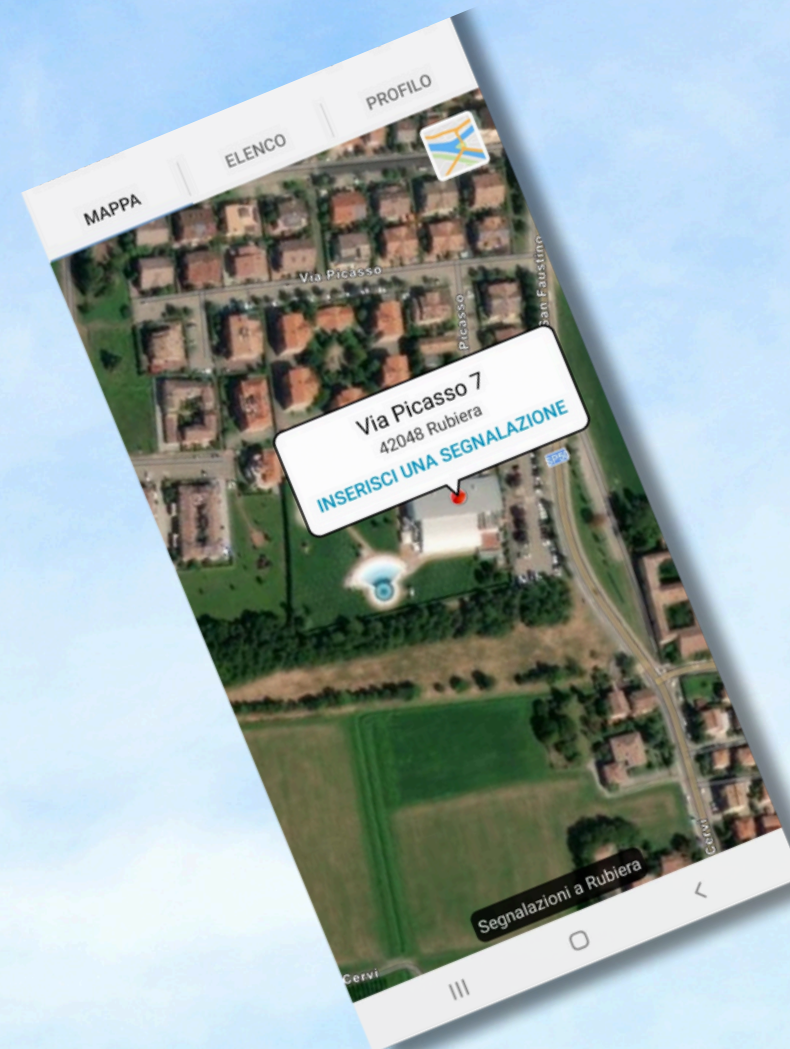 MAPPA
ELENCO
PROFILO
Via Picasso
Picasso
San Faustino
Via Picasso 7
42048 Rubiera
INSERISCI UNA SEGNALAZIONE
Cervi
Segnalazioni a Rubiera
Cervi